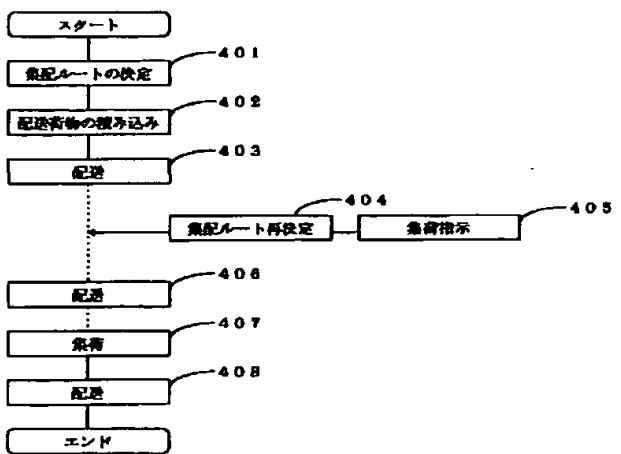 スタート
401
集配ルートの決定
402
配送荷物の積み込み
403
配送
404
405
集配ルート再決定
集荷指示
406
配送
407
集荷
408
配送
エンド